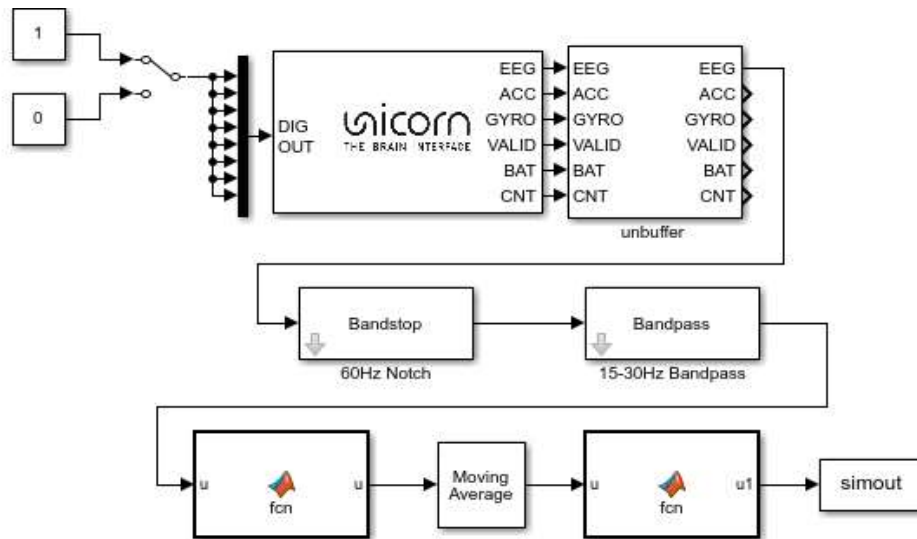 1
0
DIG
OUT
unicorn
THE BRAIN INTERFACE
EEG
ACC
GYRO
VALID
BAT
CNT
EEG
ACC
GYRO
VALID
BAT
CNT
EEG
ACC
GYRO
VALID
BAT
CNT
unbuffer
Bandstop
60Hz Notch
Bandpass
15-30Hz Bandpass
u
fcn
u
Moving
Average
u
fcn
u1
simout